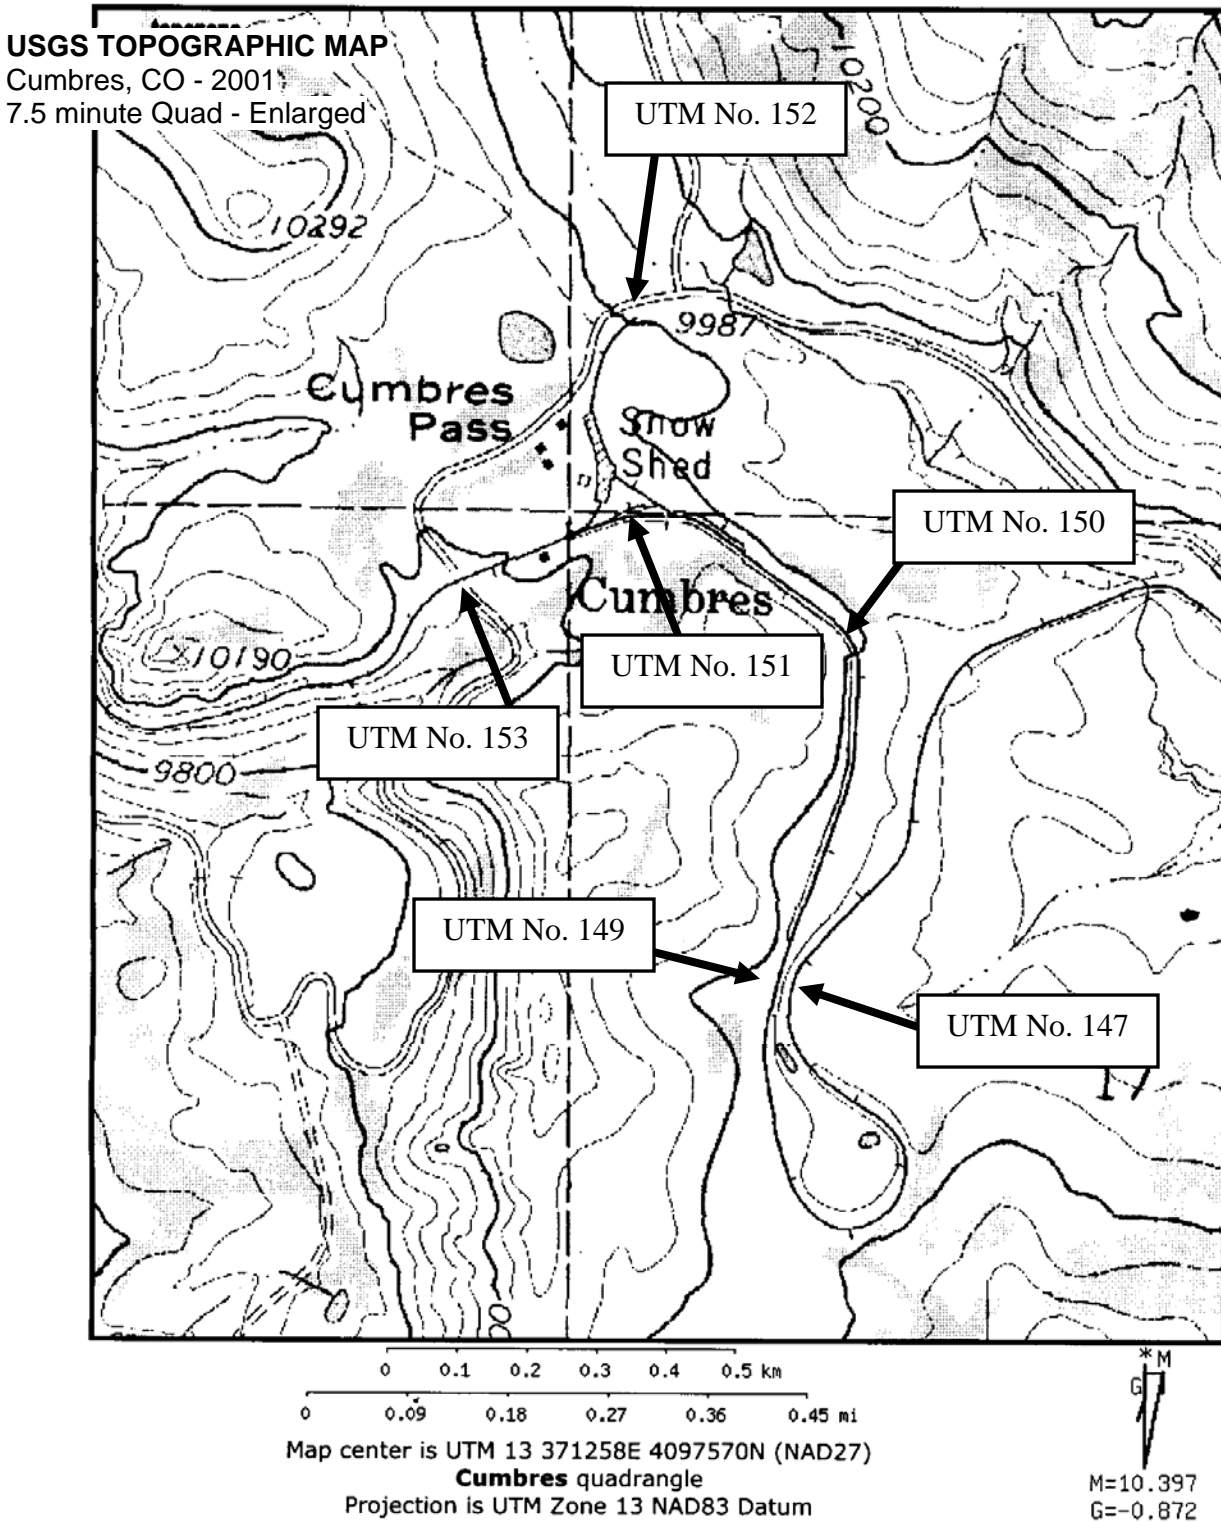 USGS TOPOGRAPHIC MAP
Cumbres, CO - 2001
7.5 minute Quad - Enlarged
UTM No. 152
10200
10292
9987
Cumbres
Pass
Snow
Shed
UTM No. 150
Cumbres
X10190
UTM No. 151
UTM No. 153
9800
UTM No. 149
UTM No. 147
00
0 0.1 0.2 0.3 0.4 0.5 km
0 0.09 0.18 0.27 0.36 0.45 mi
* M
G
Map center is UTM 13 371258E 4097570N (NAD27)
Cumbres quadrangle
Projection is UTM Zone 13 NAD83 Datum
M=10.397
G=-0.872